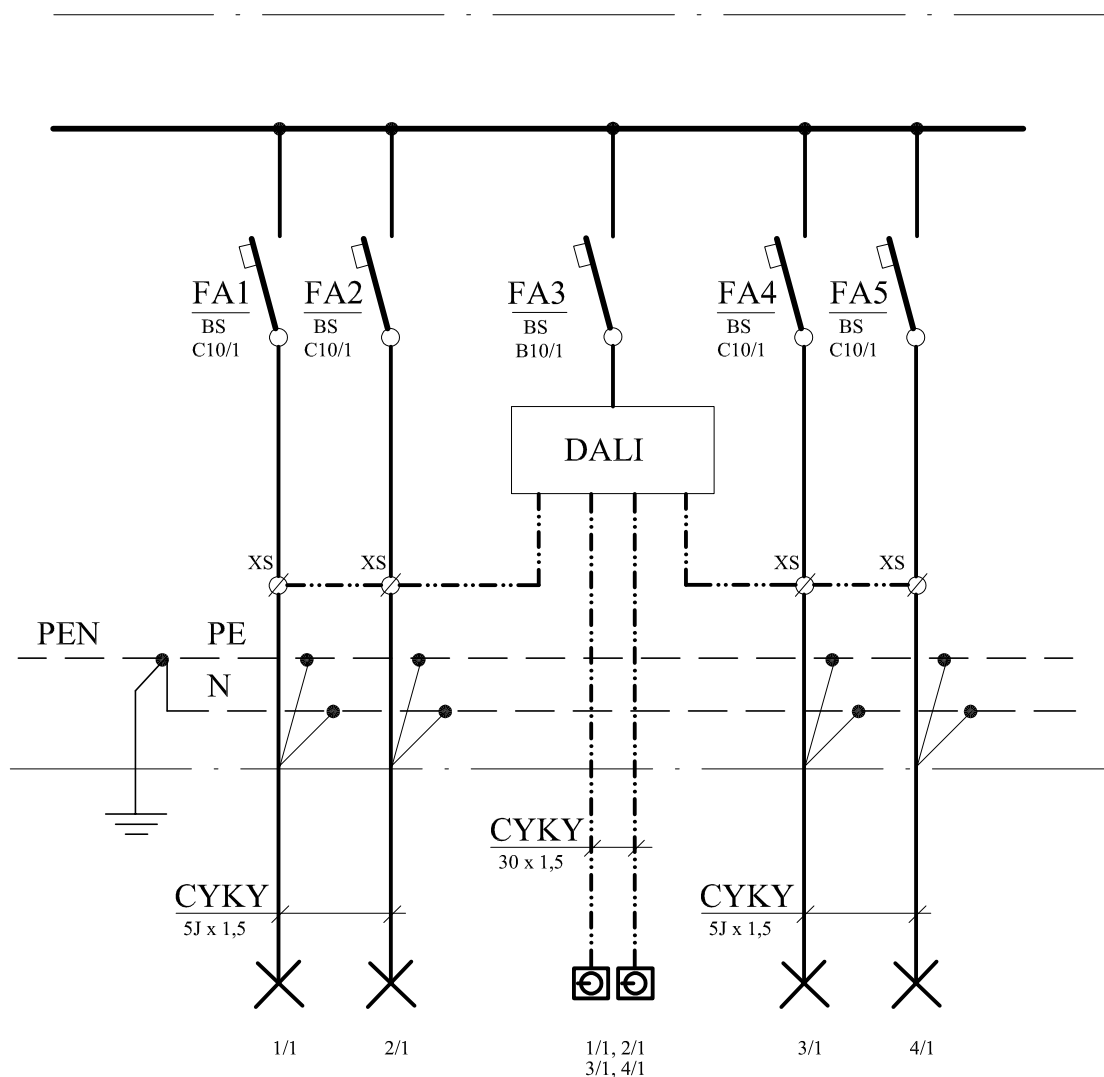 FA1
BS
C10/1
FA2
BS
C10/1
FA3
BS
B10/1
FA4
BS
C10/1
FA5
BS
C10/1
DALI
XS
XS
XS
XS
PEN
PE
N
CYKY
30 x 1,5
CYKY
5J x 1,5
CYKY
5J x 1,5
1/1
2/1
1/1, 2/1
3/1, 4/1
3/1
4/1